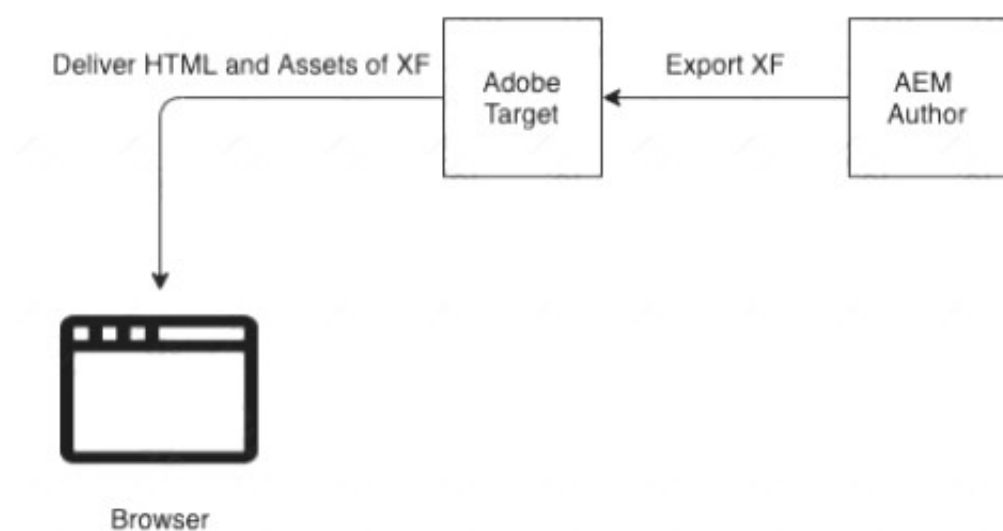 Deliver HTML and Assets of XF
Adobe
Target
Export XF
AEM
Author
Browser